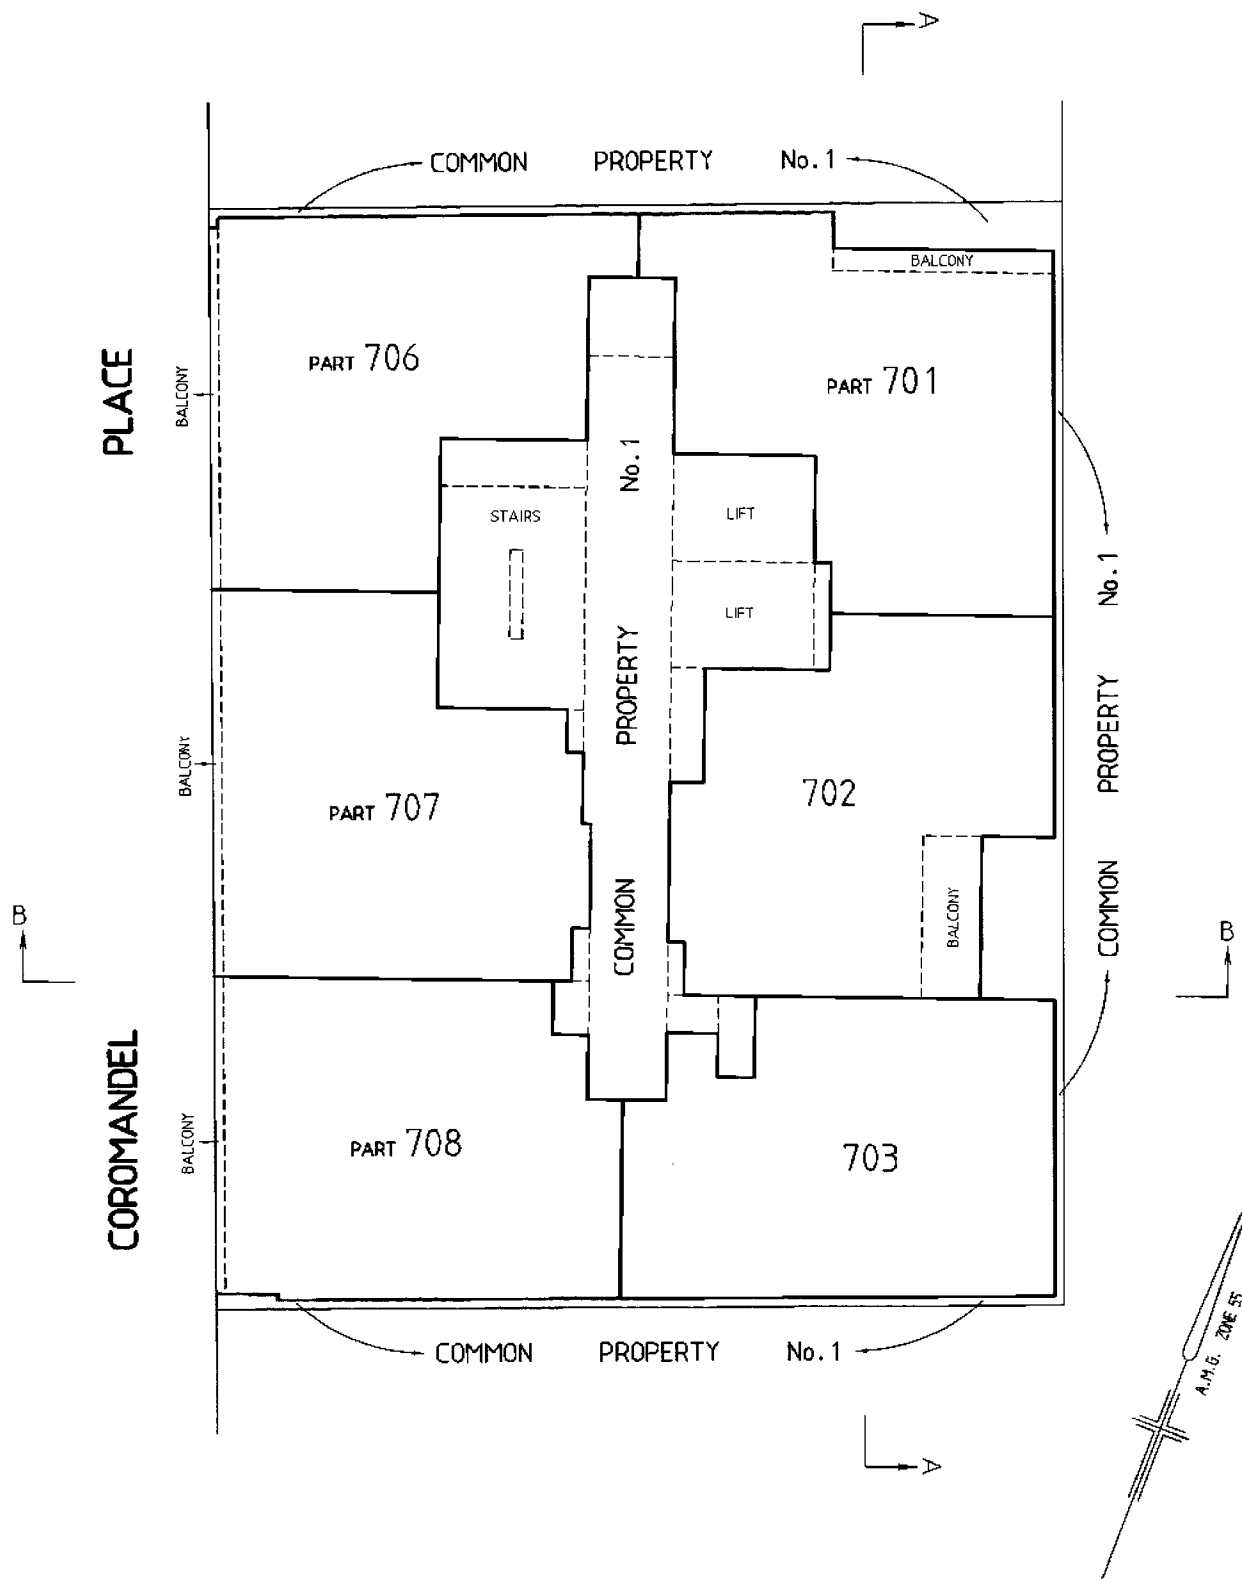 A
COMMON PROPERTY No.1
BALCONY
PLACE
BALCONY
PART 706
PART 701
COMMON PROPERTY No.1
STAIRS
LIFT
LIFT
COMMON PROPERTY No.1
BALCONY
PART 707
702
BALCONY
B
B
COROMANDEL
BALCONY
PART 708
703
COMMON PROPERTY No.1
A.M.G. ZONE 55
A